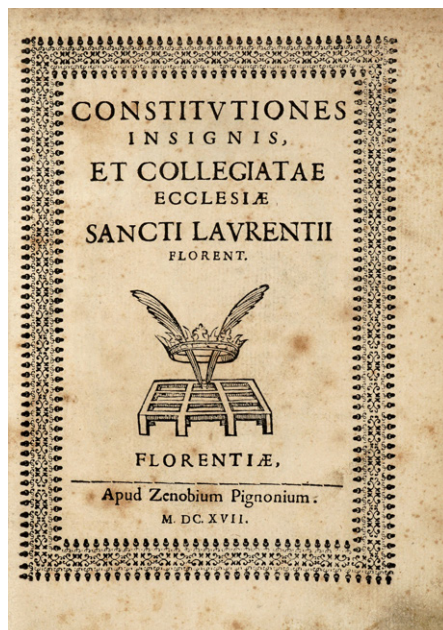 CONSTITVTIONES
INSIGNIS,
ET COLLEGIATAE
ECCLESIÆ
SANCTI LAVRENTII
FLORENT.
FLORENTIÆ,
Apud Zenobium Pignonium.
M. DC. XVII.